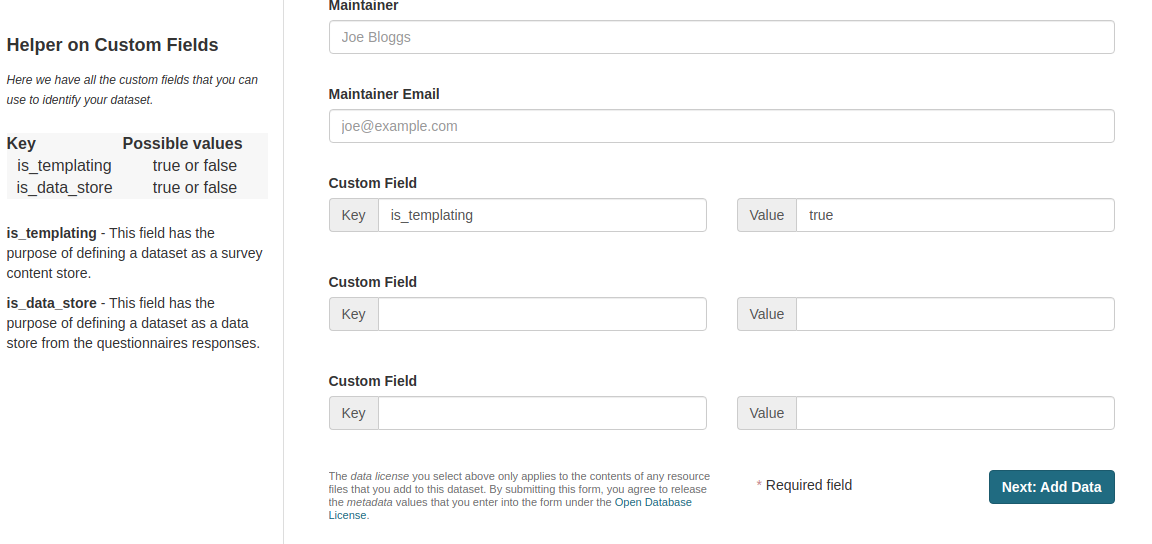 Helper on Custom Fields
Here we have all the custom fields that you can
use to identify your dataset.
Key Possible values
is_templating true or false
is_data_store true or false
is_templating - This field has the
purpose of defining a dataset as a survey
content store.
is_data_store - This field has the
purpose of defining a dataset as a data
store from the questionnaires responses.
Maintainer
Joe Bloggs
Maintainer Email
joe@example.com
Custom Field
Key is_templating Value true
Custom Field
Key Value
Custom Field
Key Value
The data license you select above only applies to the contents of any resource
files that you add to this dataset. By submitting this form, you agree to release
the metadata values that you enter into the form under the Open Database
License.
* Required field
Next: Add Data